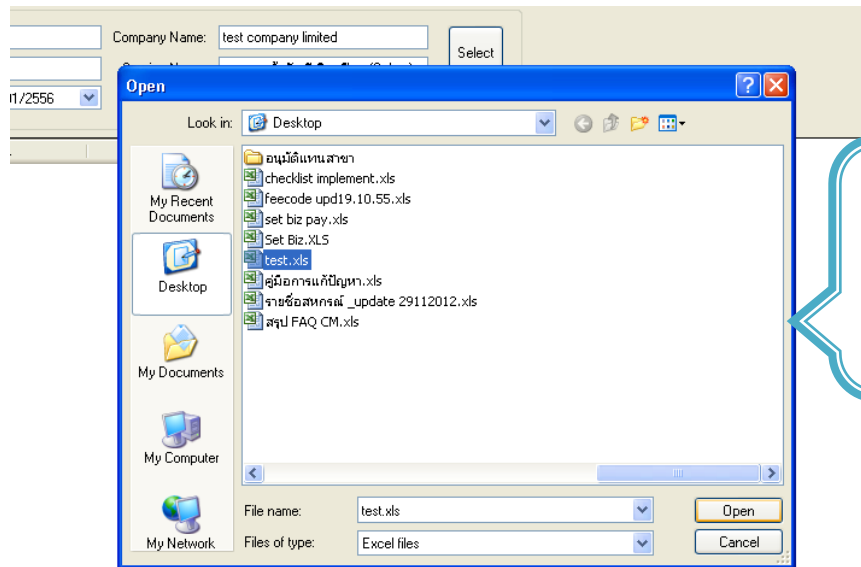 Company Name: test company limited
Select
01/2556
Open
Look in: Desktop
My Recent Documents
Desktop
My Documents
My Computer
My Network
อนุมัติแทนสาขา
checklist implement.xls
feecode upd19.10.55.xls
set biz pay.xls
Set Biz.XLS
test.xls
คู่มือการแก้ปัญหา.xls
รายชื่อสหกรณ์ _update 29112012.xls
สรุป FAQ CM.xls
File name: test.xls
Open
Files of type: Excel files
Cancel